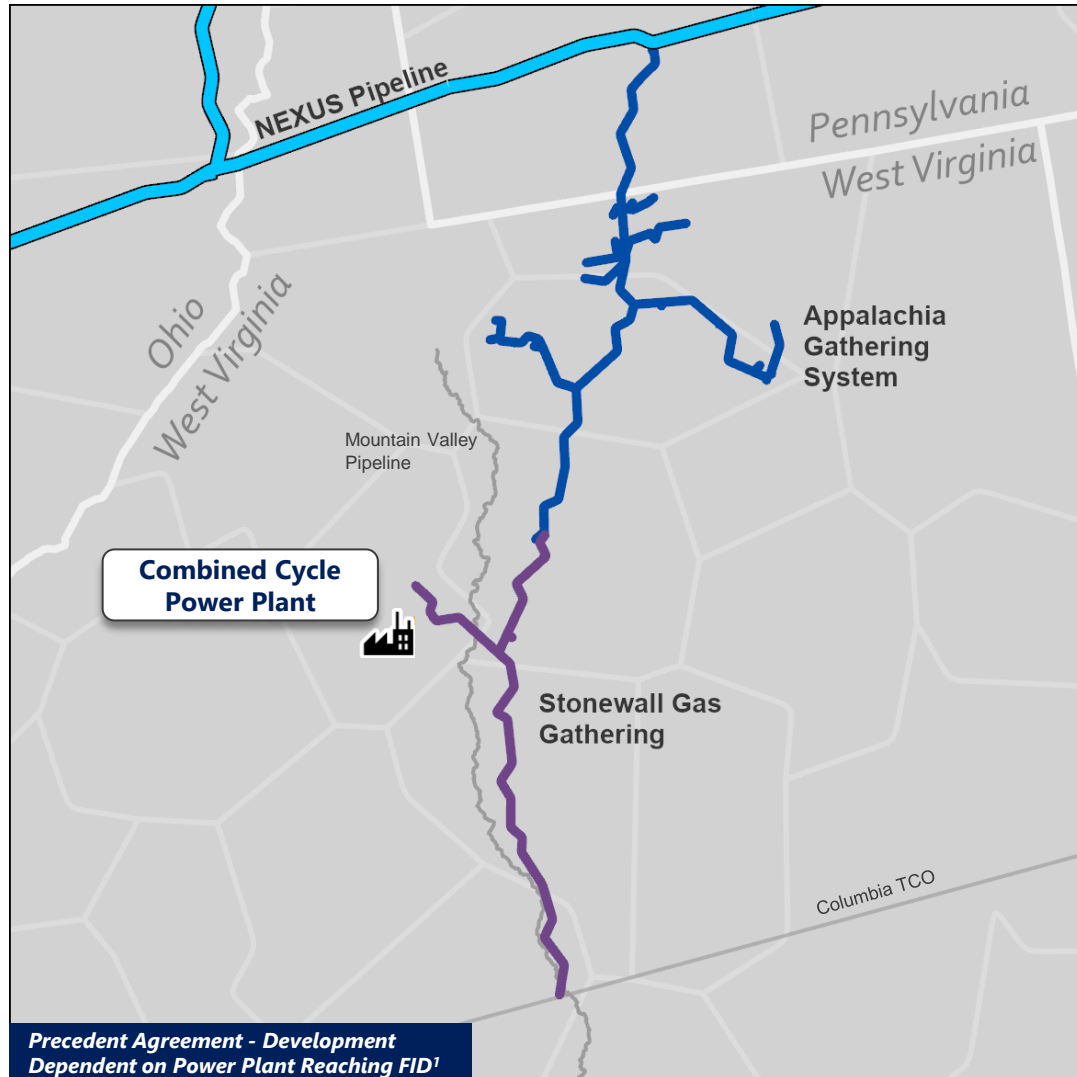 NEXUS Pipeline
Pennsylvania
West Virginia
Ohio
West Virginia
Appalachia
Gathering
System
Mountain Valley
Pipeline
Combined Cycle
Power Plant
Stonewall Gas
Gathering
Columbia TCO
Precedent Agreement - Development
Dependent on Power Plant Reaching FID¹